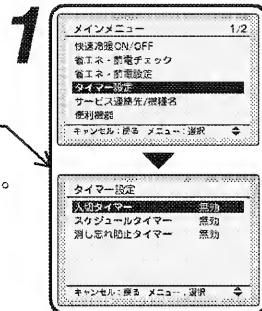 1
メインメニュー 1/2
快速冷暖ON/OFF
省エネ・節電チェック
省エネ・節電設定
タイマー設定
サービス連絡先/機種名
便利機能
キャンセル:戻る メニュー:選択
。
タイマー設定
入切タイマー 無効
スケジュールタイマー 無効
消し忘れ防止タイマー 無効
キャンセル:戻る メニュー:選択